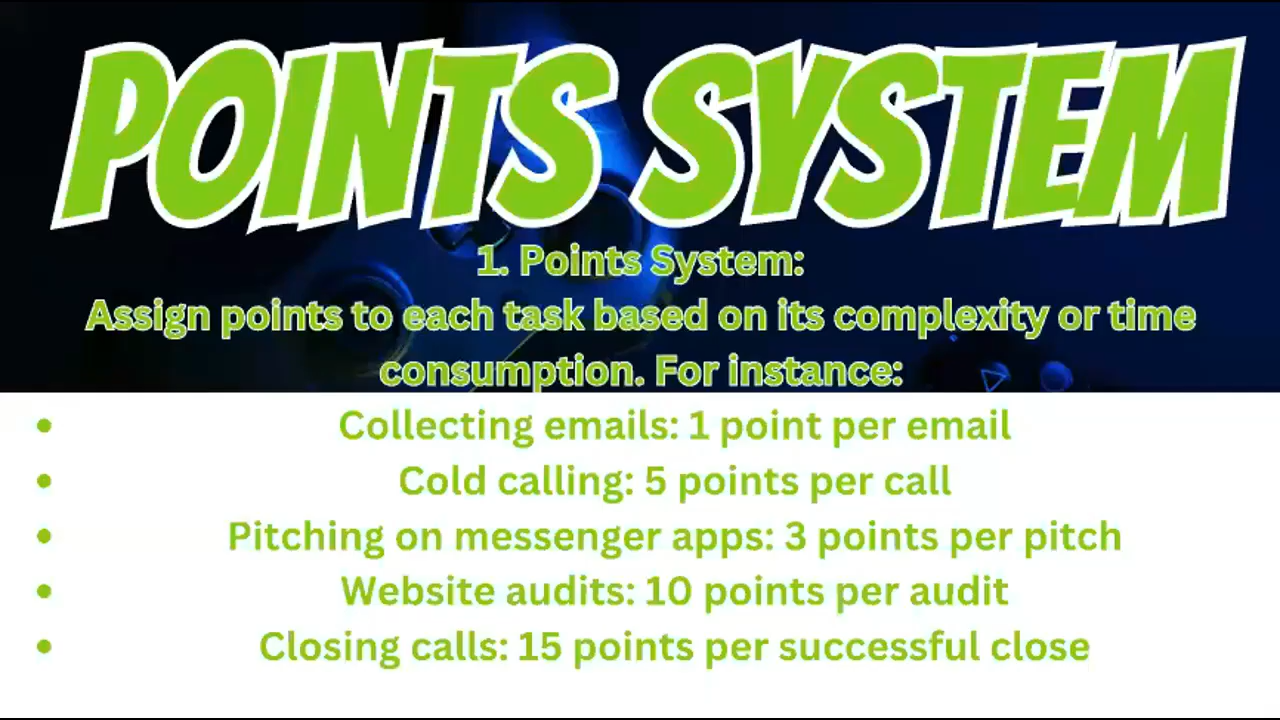 POINTS SYSTEM
1. Points System:
Assign points to each task based on its complexity or time
consumption. For instance:
• Collecting emails: 1 point per email
• Cold calling: 5 points per call
• Pitching on messenger apps: 3 points per pitch
• Website audits: 10 points per audit
• Closing calls: 15 points per successful close